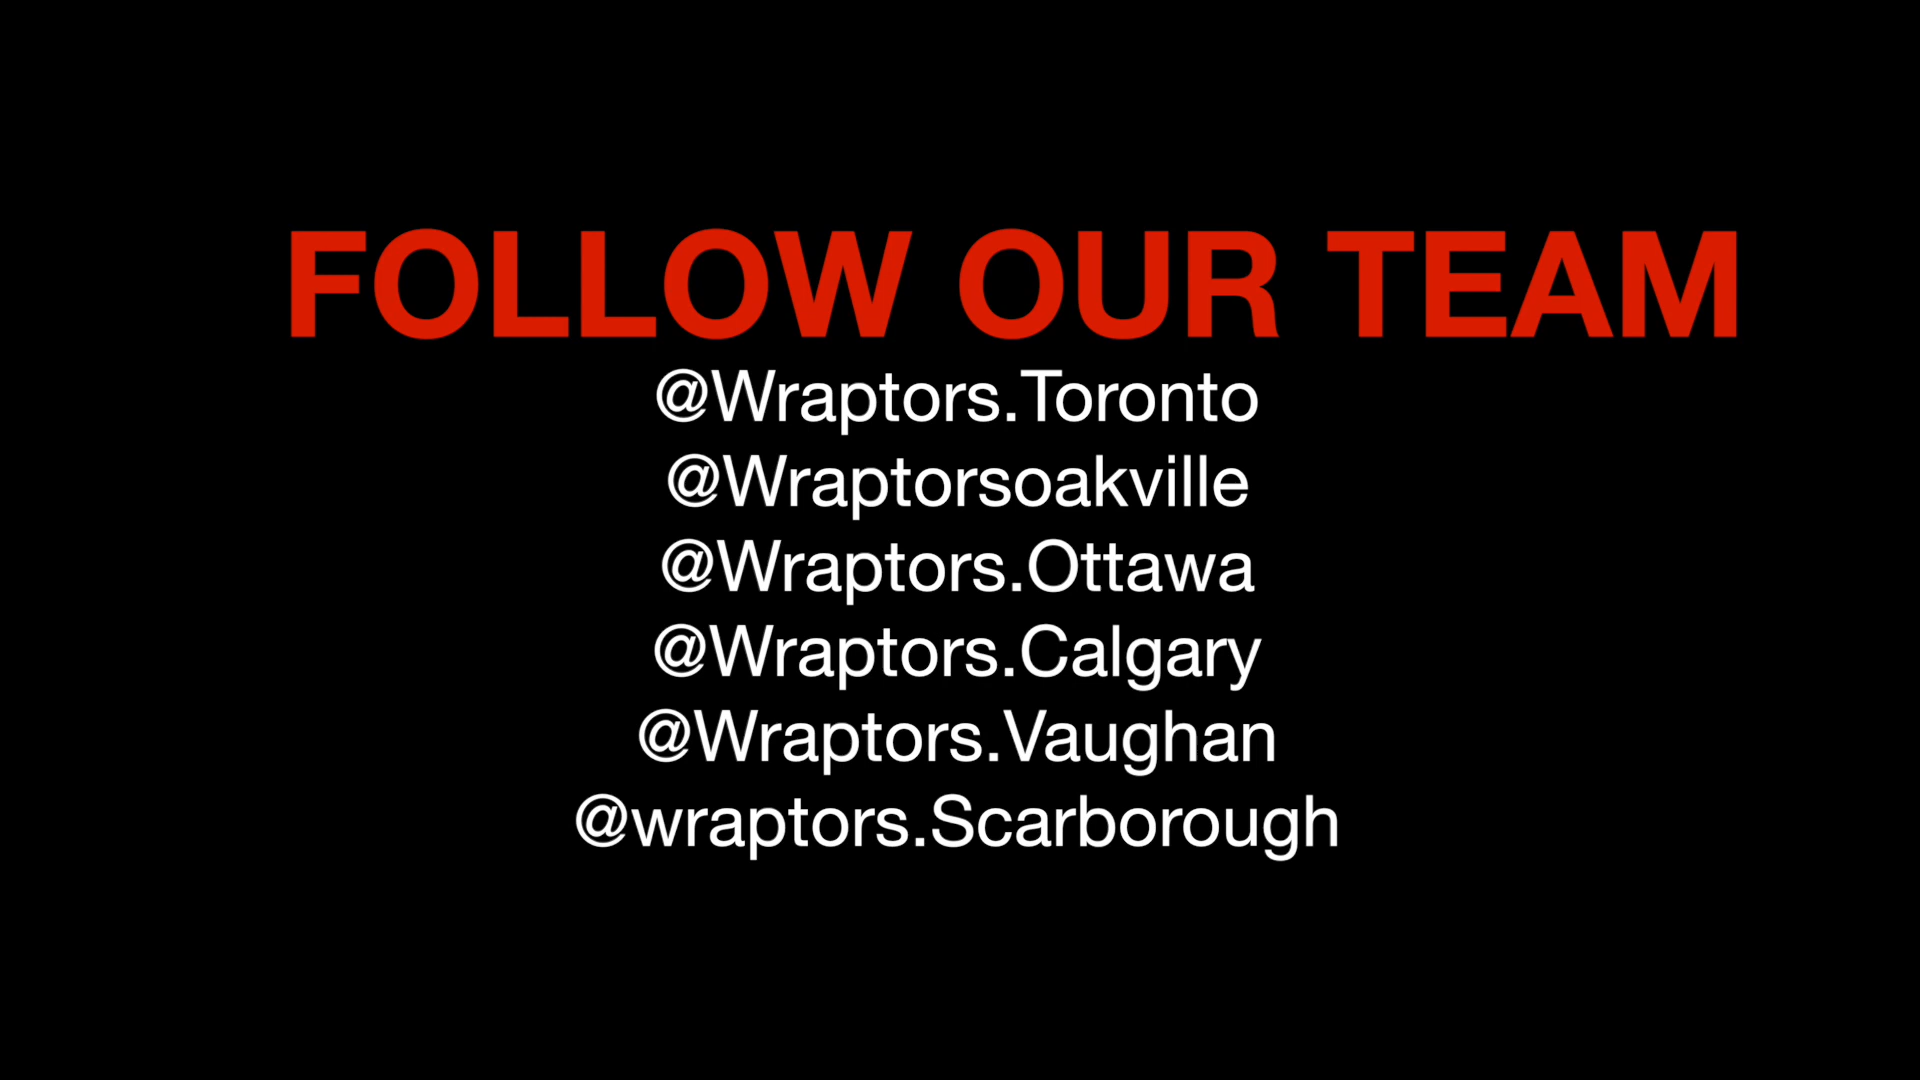 FOLLOW OUR TEAM
@Wraptors.Toronto
@Wraptorsoakville
@Wraptors.Ottawa
@Wraptors.Calgary
@Wraptors.Vaughan
@wraptors.Scarborough